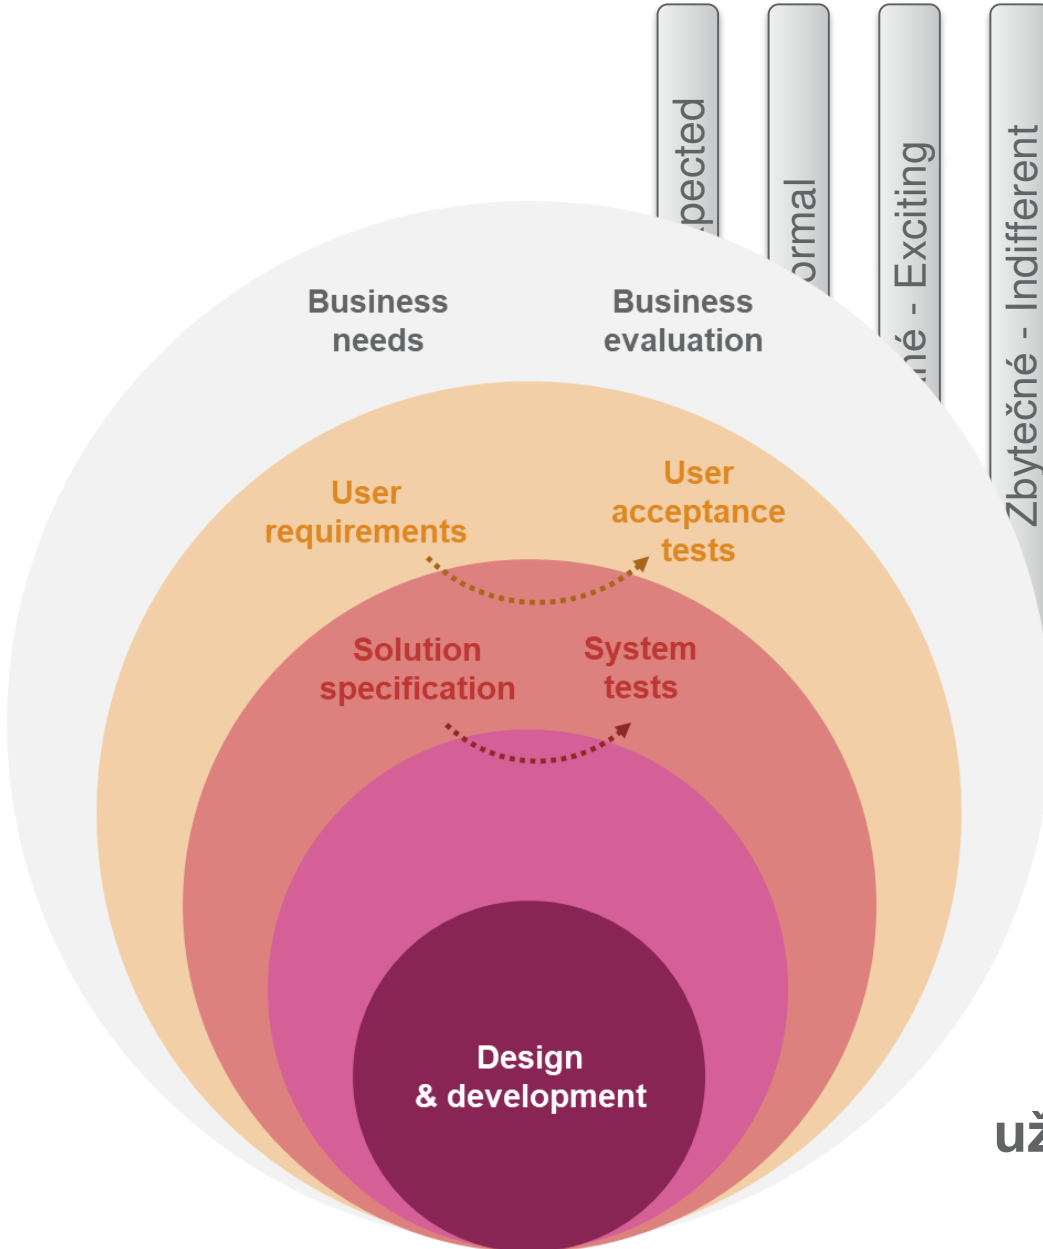 Zbytečné - Indifferent
Exciting
Business
needs
Business
evaluation
User
requirements
User
acceptance
tests
Solution
specification
System
tests
Design
& development